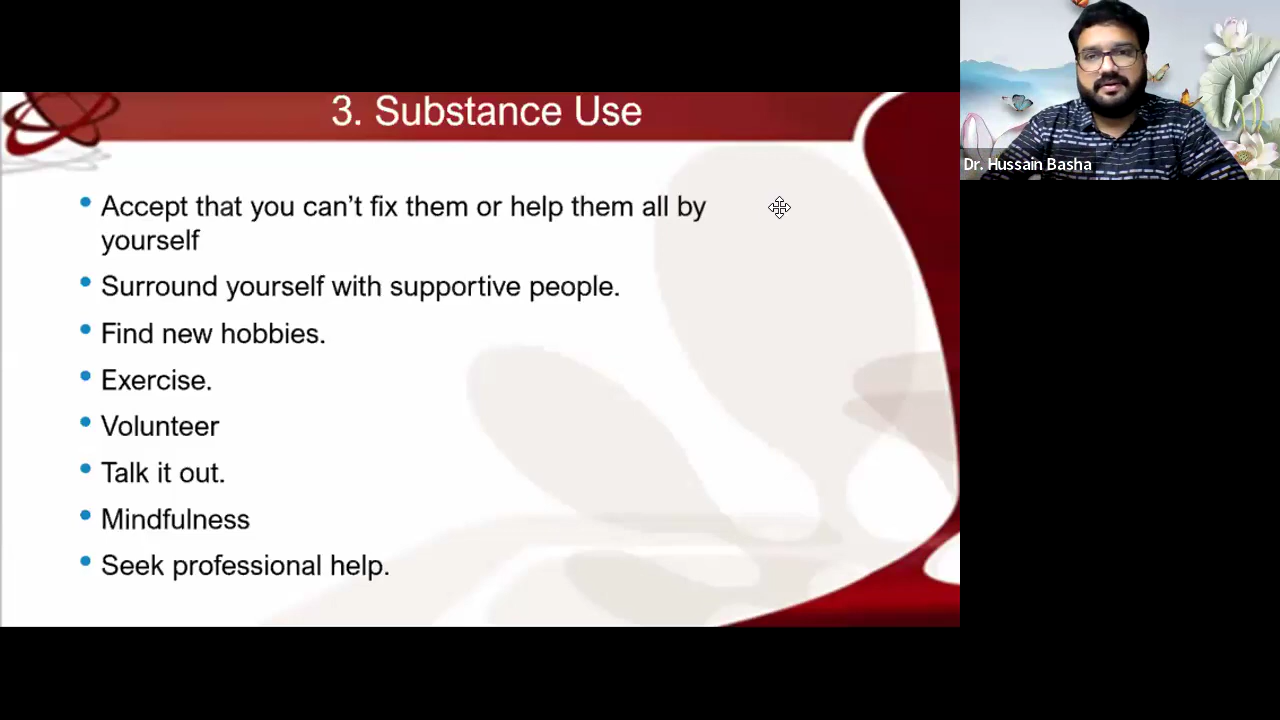 3. Substance Use
Dr. Hussain Basha
• Accept that you can’t fix them or help them all by
yourself
• Surround yourself with supportive people.
• Find new hobbies.
• Exercise.
• Volunteer
• Talk it out.
• Mindfulness
• Seek professional help.